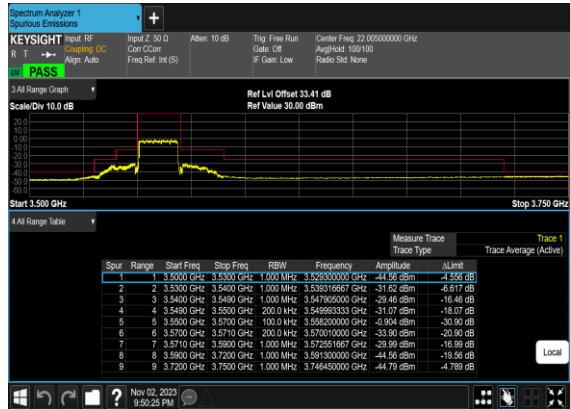 Spectrum Analyzer 1
Spurious Emissions
KEYSIGHT Input: RF Input Z: 50 Ω Atten: 10 dB Trig: Free Run Center Freq: 22.005000000 GHz
R T Coupling: DC Corr CCorr Gate: Off Avg|Hold: 100/100
Align: Auto Freq Ref: Int (S) IF Gain: Low Radio Std: None
LXI PASS
3 All Range Graph
Ref Lvl Offset 33.41 dB
Scale/Div 10.0 dB Ref Value 30.00 dBm
20.0
10.0
0.00
-10.0
-20.0
-30.0
-40.0
-50.0
-60.0
Start 3.500 GHz Stop 3.750 GHz
4 All Range Table
Measure Trace Trace 1
Trace Type Trace Average (Active)
Spur Range Start Freq Stop Freq RBW Frequency Amplitude ΔLimit
1 1 3.5000 GHz 3.5300 GHz 1.000 MHz 3.528300000 GHz -44.56 dBm -4.556 dB
2 2 3.5300 GHz 3.5400 GHz 1.000 MHz 3.539316667 GHz -31.62 dBm -6.617 dB
3 3 3.5400 GHz 3.5490 GHz 1.000 MHz 3.547905000 GHz -29.46 dBm -16.46 dB
4 4 3.5490 GHz 3.5500 GHz 200.0 kHz 3.549993333 GHz -31.07 dBm -18.07 dB
5 5 3.5500 GHz 3.5700 GHz 100.0 kHz 3.558200000 GHz -0.904 dBm -30.90 dB
6 6 3.5700 GHz 3.5710 GHz 200.0 kHz 3.570010000 GHz -33.90 dBm -20.90 dB
7 7 3.5710 GHz 3.5900 GHz 1.000 MHz 3.572551667 GHz -29.99 dBm -16.99 dB
8 8 3.5900 GHz 3.7200 GHz 1.000 MHz 3.591300000 GHz -44.56 dBm -19.56 dB
9 9 3.7200 GHz 3.7500 GHz 1.000 MHz 3.746450000 GHz -44.79 dBm -4.789 dB
Local
? Nov 02, 2023
9:50:25 PM